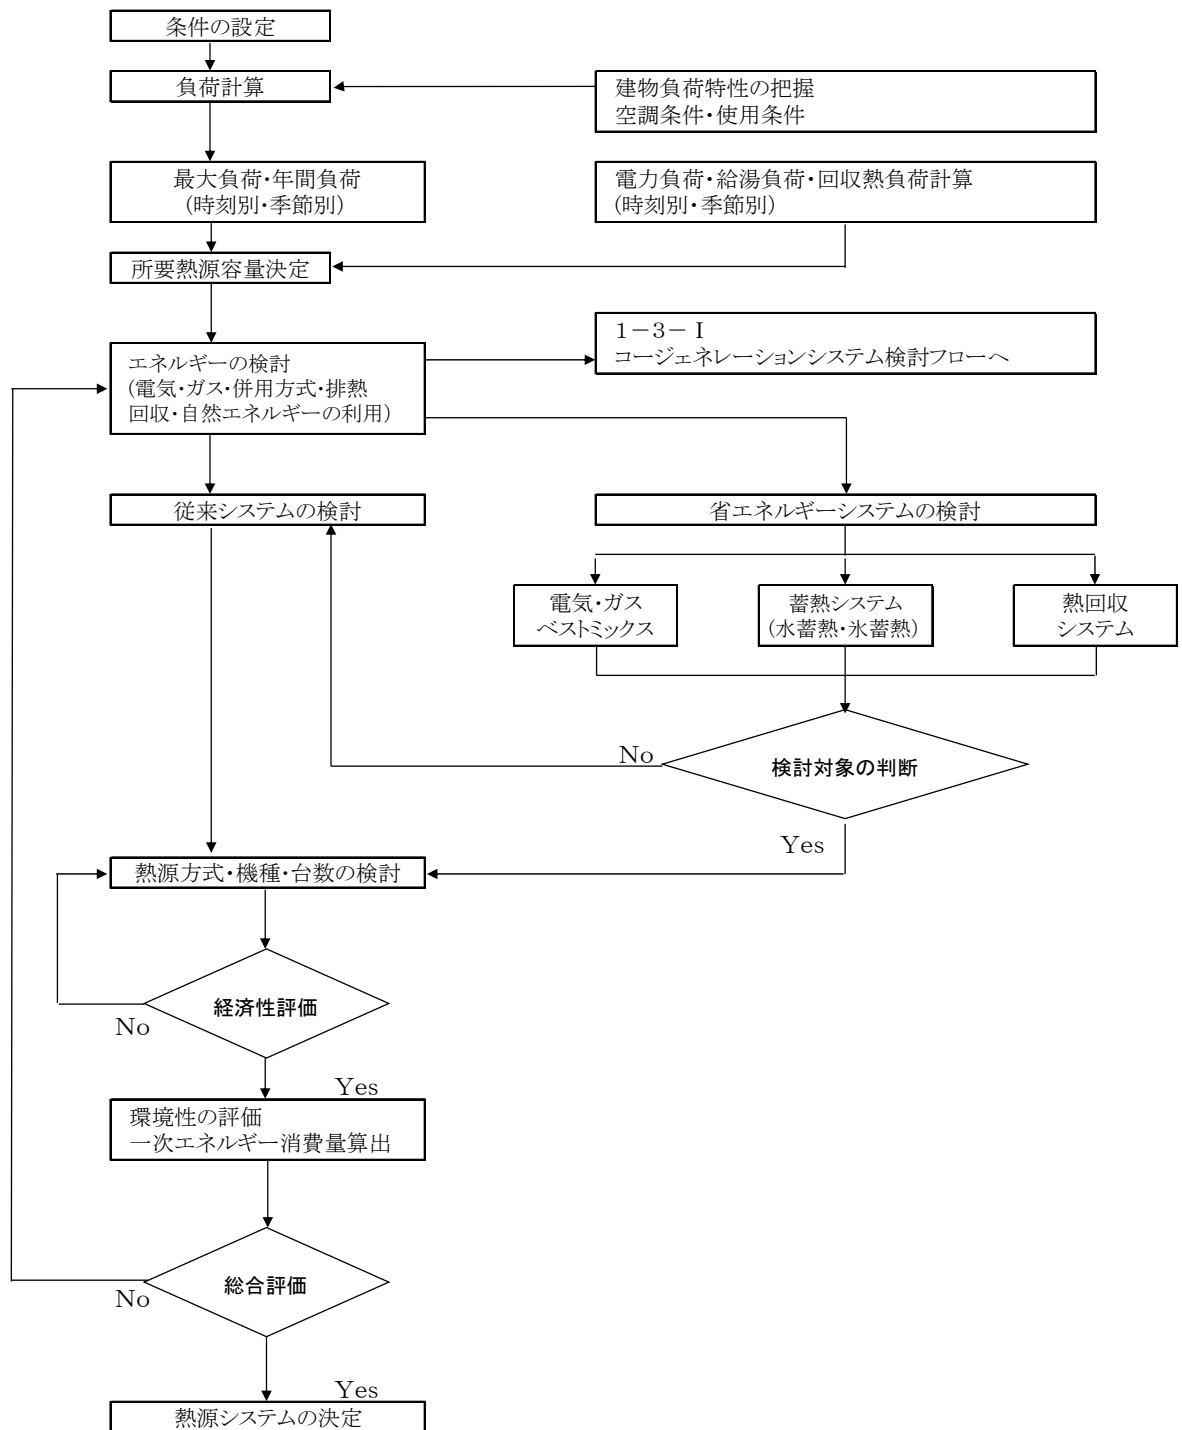 条件の設定
負荷計算
建物負荷特性の把握
空調条件・使用条件
最大負荷・年間負荷
(時刻別・季節別)
電力負荷・給湯負荷・回収熱負荷計算
(時刻別・季節別)
所要熱源容量決定
1－3－Ⅰ
コージェネレーションシステム検討フローへ
エネルギーの検討
(電気・ガス・併用方式・排熱
回収・自然エネルギーの利用)
従来システムの検討
省エネルギーシステムの検討
電気・ガス
ベストミックス
蓄熱システム
(水蓄熱・氷蓄熱)
熱回収
システム
No
検討対象の判断
Yes
熱源方式・機種・台数の検討
経済性評価
No
Yes
環境性の評価
一次エネルギー消費量算出
総合評価
No
Yes
熱源システムの決定